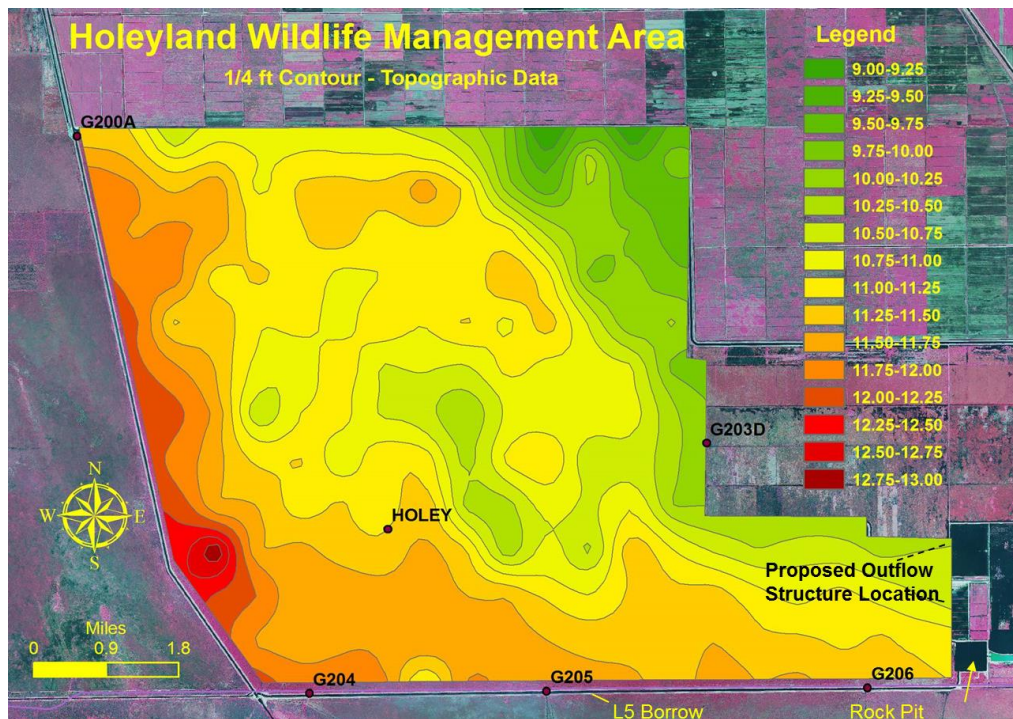 Holeyland Wildlife Management Area
1/4 ft Contour - Topographic Data
Legend
9.00-9.25
9.25-9.50
9.50-9.75
9.75-10.00
10.00-10.25
10.25-10.50
10.50-10.75
10.75-11.00
11.00-11.25
11.25-11.50
11.50-11.75
11.75-12.00
12.00-12.25
12.25-12.50
12.50-12.75
12.75-13.00
G200A
G203D
HOLEY
N
W E
S
Proposed Outflow
Structure Location
Miles
0 0.9 1.8
G204
G205
G206
L5 Borrow
Rock Pit